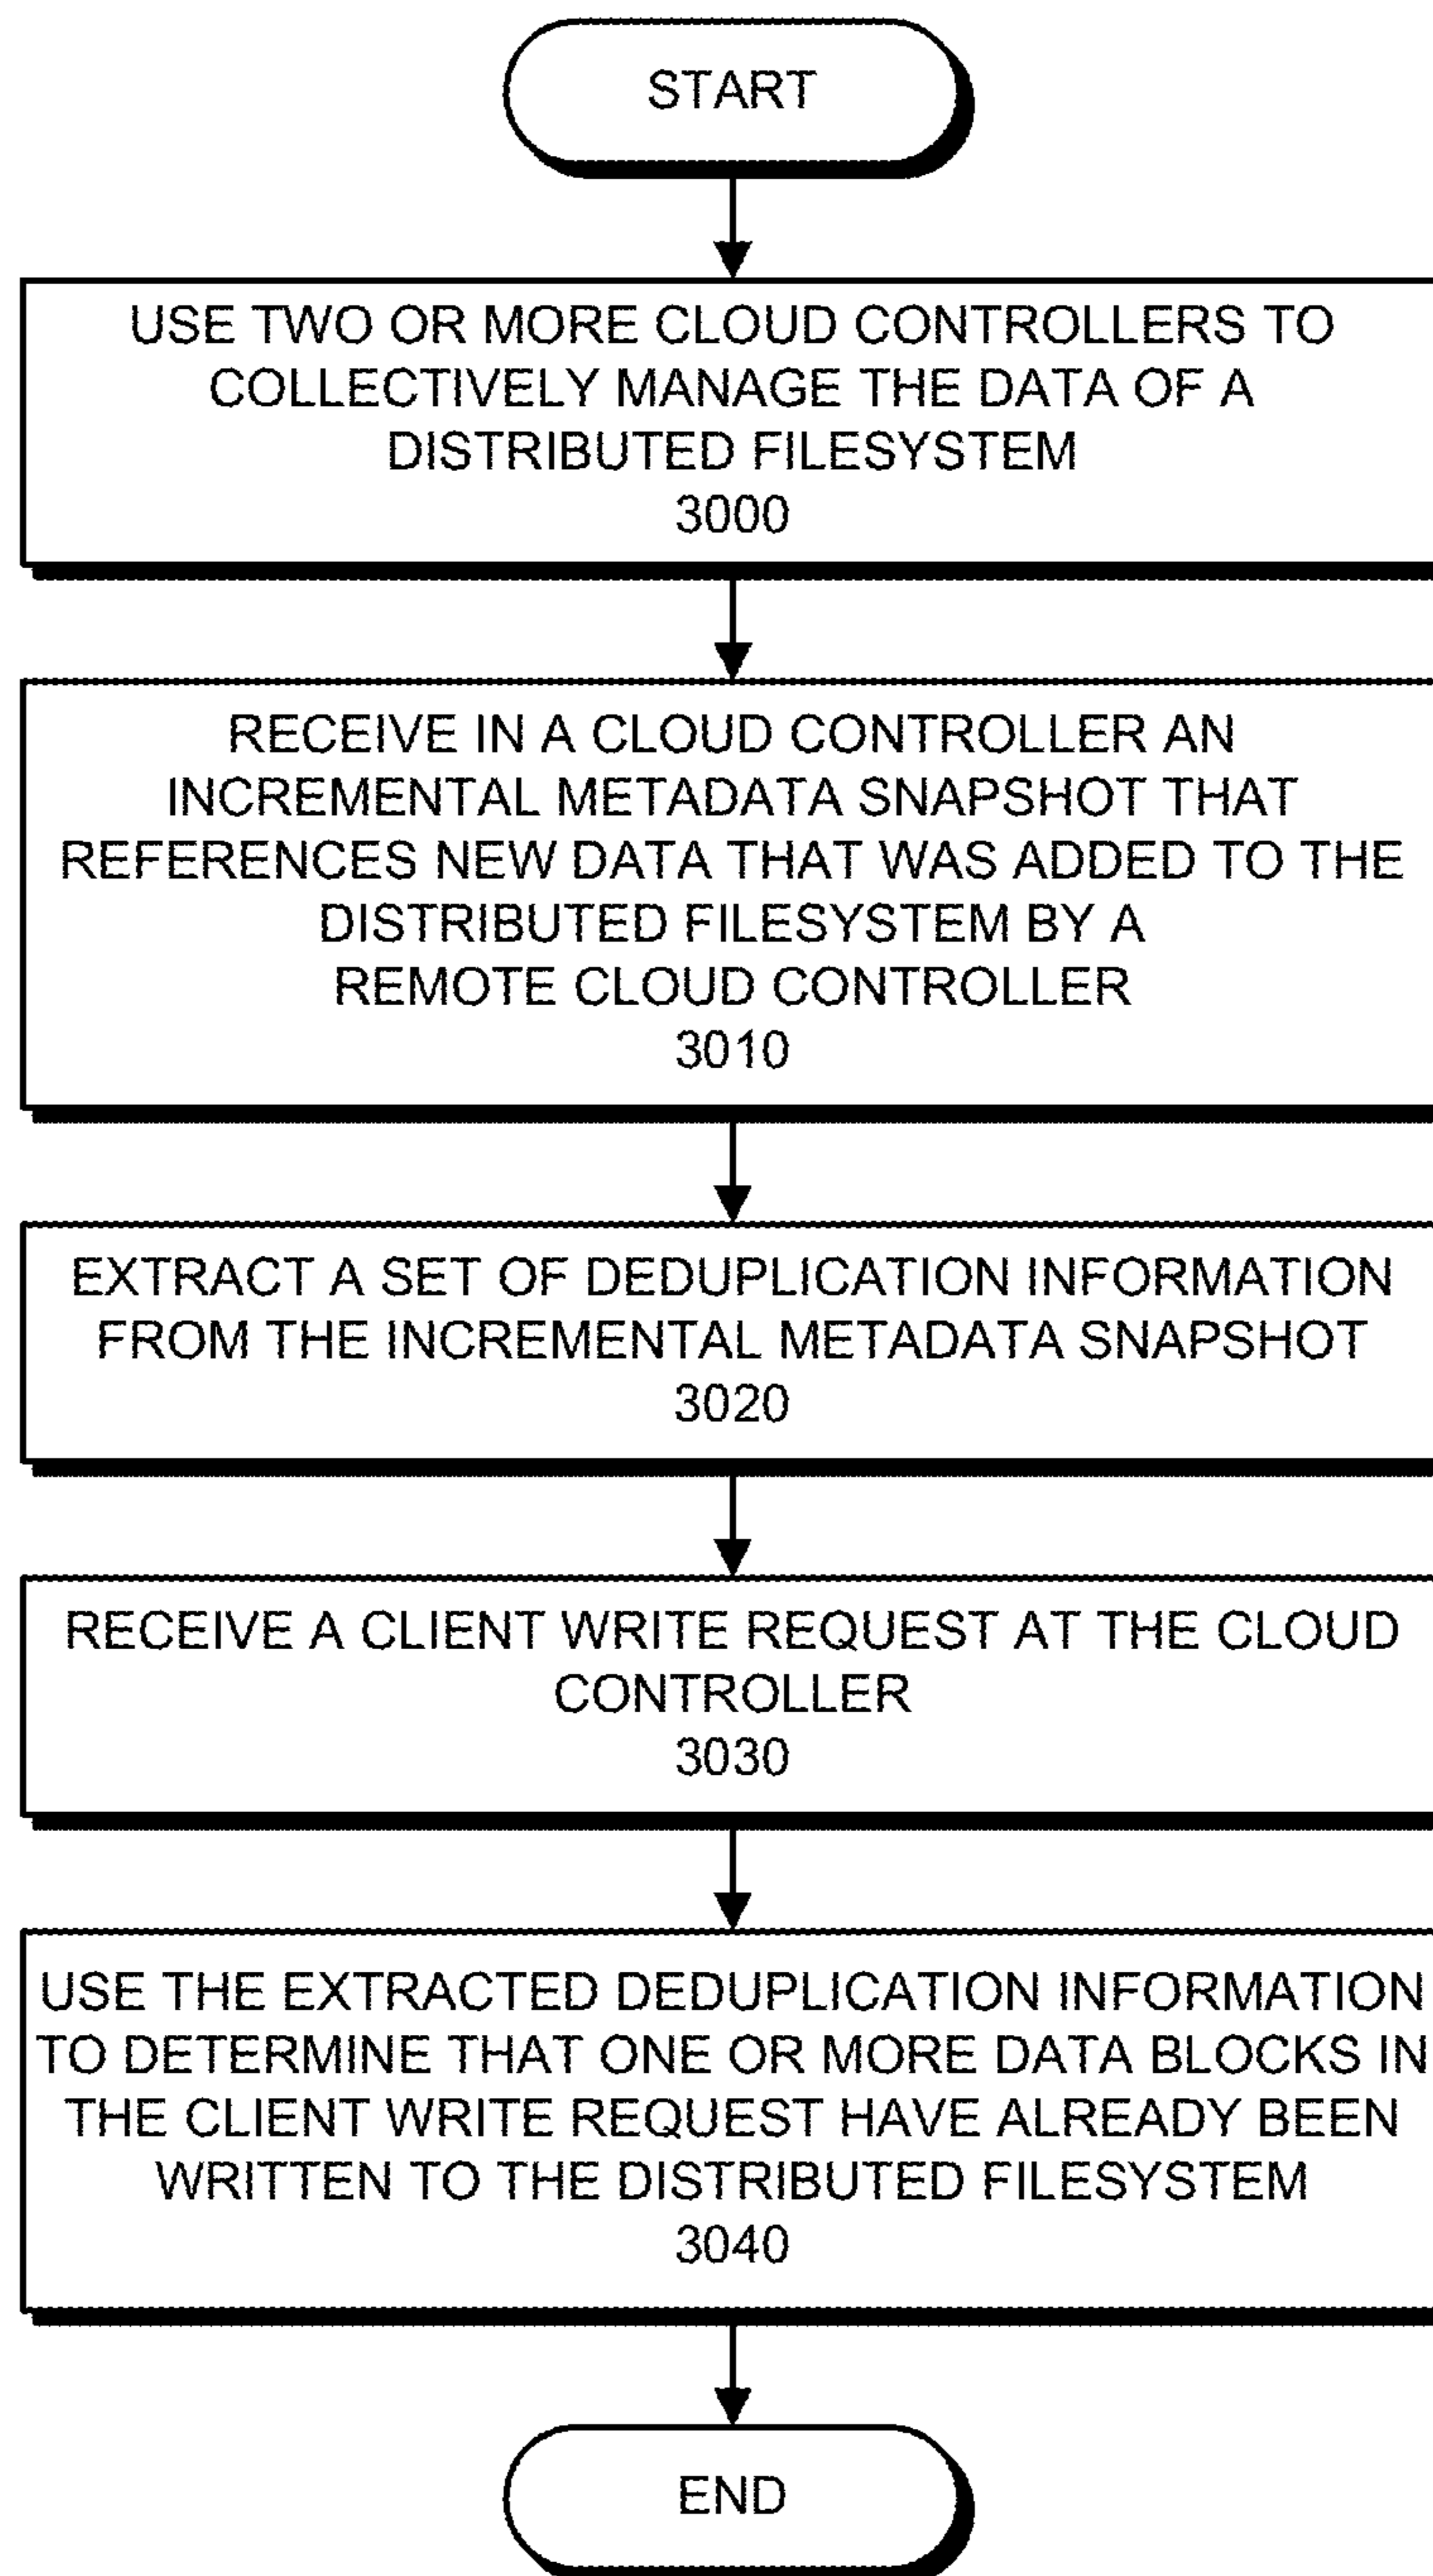 START
USE TWO OR MORE CLOUD CONTROLLERS TO
COLLECTIVELY MANAGE THE DATA OF A
DISTRIBUTED FILESYSTEM
3000
RECEIVE IN A CLOUD CONTROLLER AN
INCREMENTAL METADATA SNAPSHOT THAT
REFERENCES NEW DATA THAT WAS ADDED TO THE
DISTRIBUTED FILESYSTEM BY A
REMOTE CLOUD CONTROLLER
3010
EXTRACT A SET OF DEDUPLICATION INFORMATION
FROM THE INCREMENTAL METADATA SNAPSHOT
3020
RECEIVE A CLIENT WRITE REQUEST AT THE CLOUD
CONTROLLER
3030
USE THE EXTRACTED DEDUPLICATION INFORMATION
TO DETERMINE THAT ONE OR MORE DATA BLOCKS IN
THE CLIENT WRITE REQUEST HAVE ALREADY BEEN
WRITTEN TO THE DISTRIBUTED FILESYSTEM
3040
END